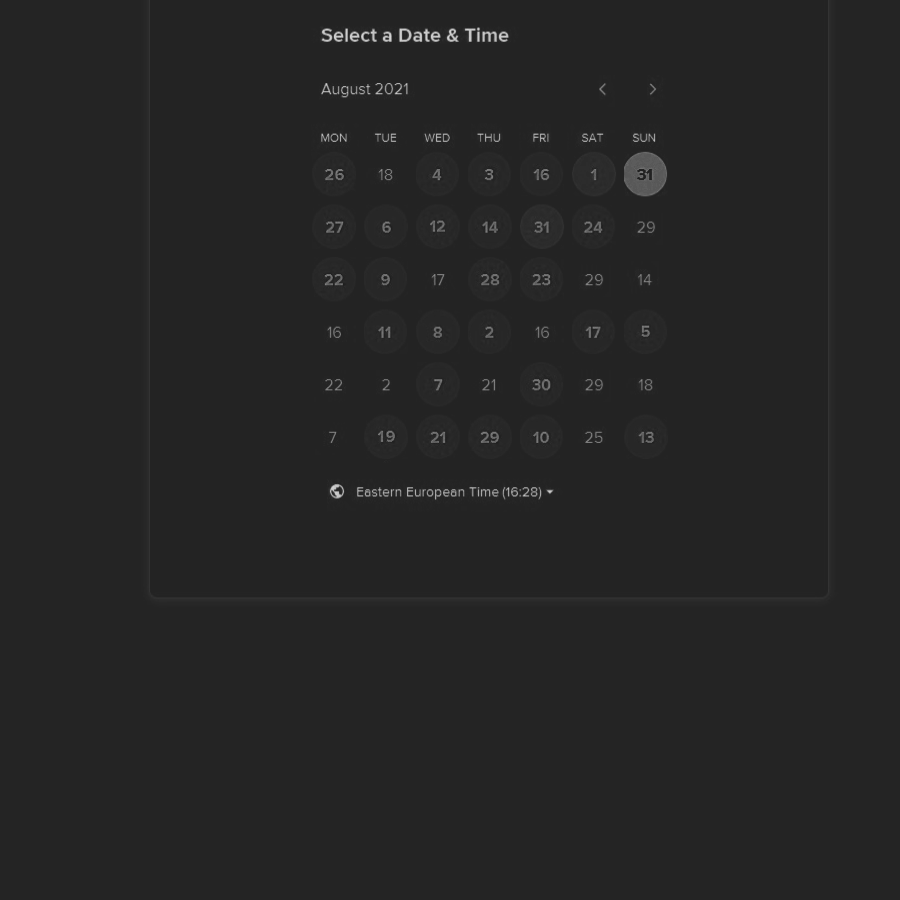 Select a Date & Time
August 2021
MON TUE WED THU FRI SAT SUN
26 18 4 3 16 1 31
27 6 12 14 31 24 29
22 9 17 28 23 29 14
16 11 8 2 16 17 5
22 2 7 21 30 29 18
7 19 21 29 10 25 13
Eastern European Time (16:28)